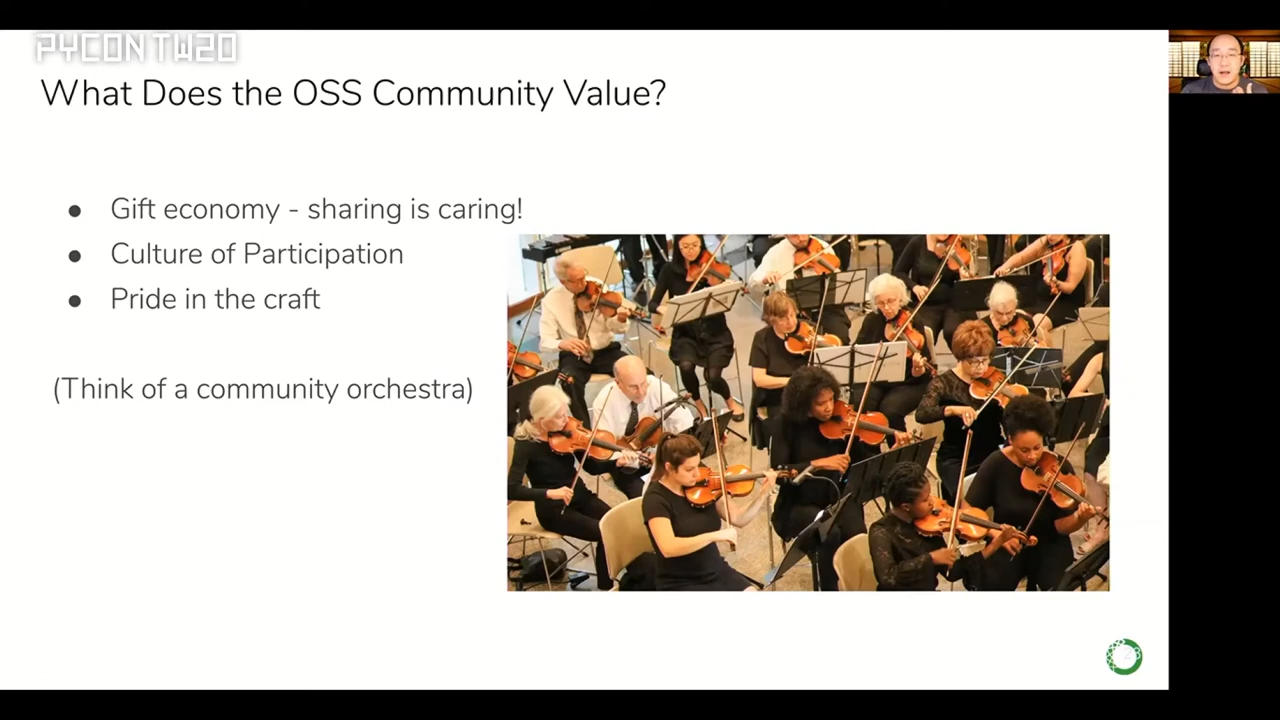 PYCON TW20
What Does the OSS Community Value?
● Gift economy - sharing is caring!
● Culture of Participation
● Pride in the craft
(Think of a community orchestra)